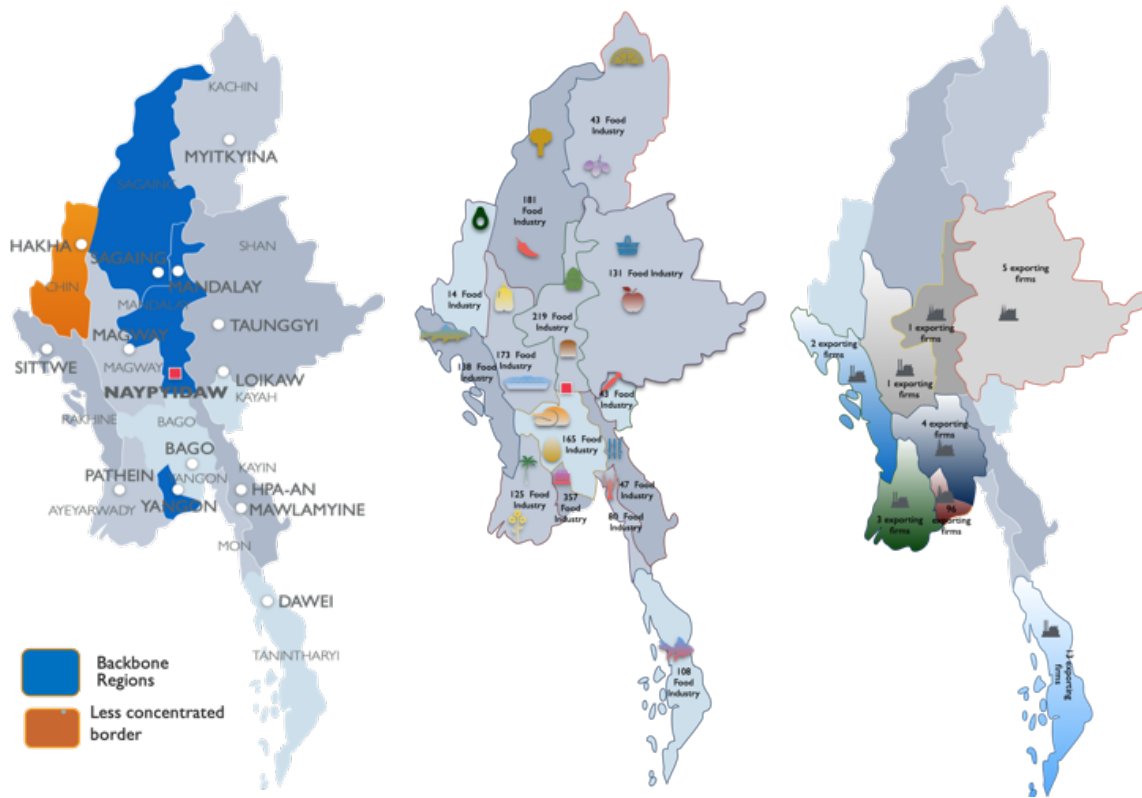 KACHIN
MYITKYINA
SAGAING
HAKHA
SAGAING
SHAN
CHIN
MANDALAY
MANDALAY
MAGWAY
TAUNGGYI
SITTWE
MAGWAY
LOIKAW
NAYPYIDAW
KAYAH
RAKHINE
BAGO
BAGO
KAYIN
PATHEIN
YANGON
HPA-AN
YANGON
AYEYARWADY
MAWLAMYINE
MON
DAWEI
TANINTHARYI
Backbone
Regions
Less concentrated
border
43 Food
Industry
181
Food
Industry
131 Food Industry
14 Food
Industry
219 Food
Industry
173 Food
Industry
138 Food
Industry
43 Food
Industry
165 Food
Industry
125 Food
Industry
357
Food
Industry
47 Food
Industry
80 Food
Industry
108
Food
Industry
5 exporting
firms
1 exporting
firms
2 exporting
firms
1 exporting
firms
4 exporting
firms
3 exporting
firms
96
exporting
firms
exporting
firms